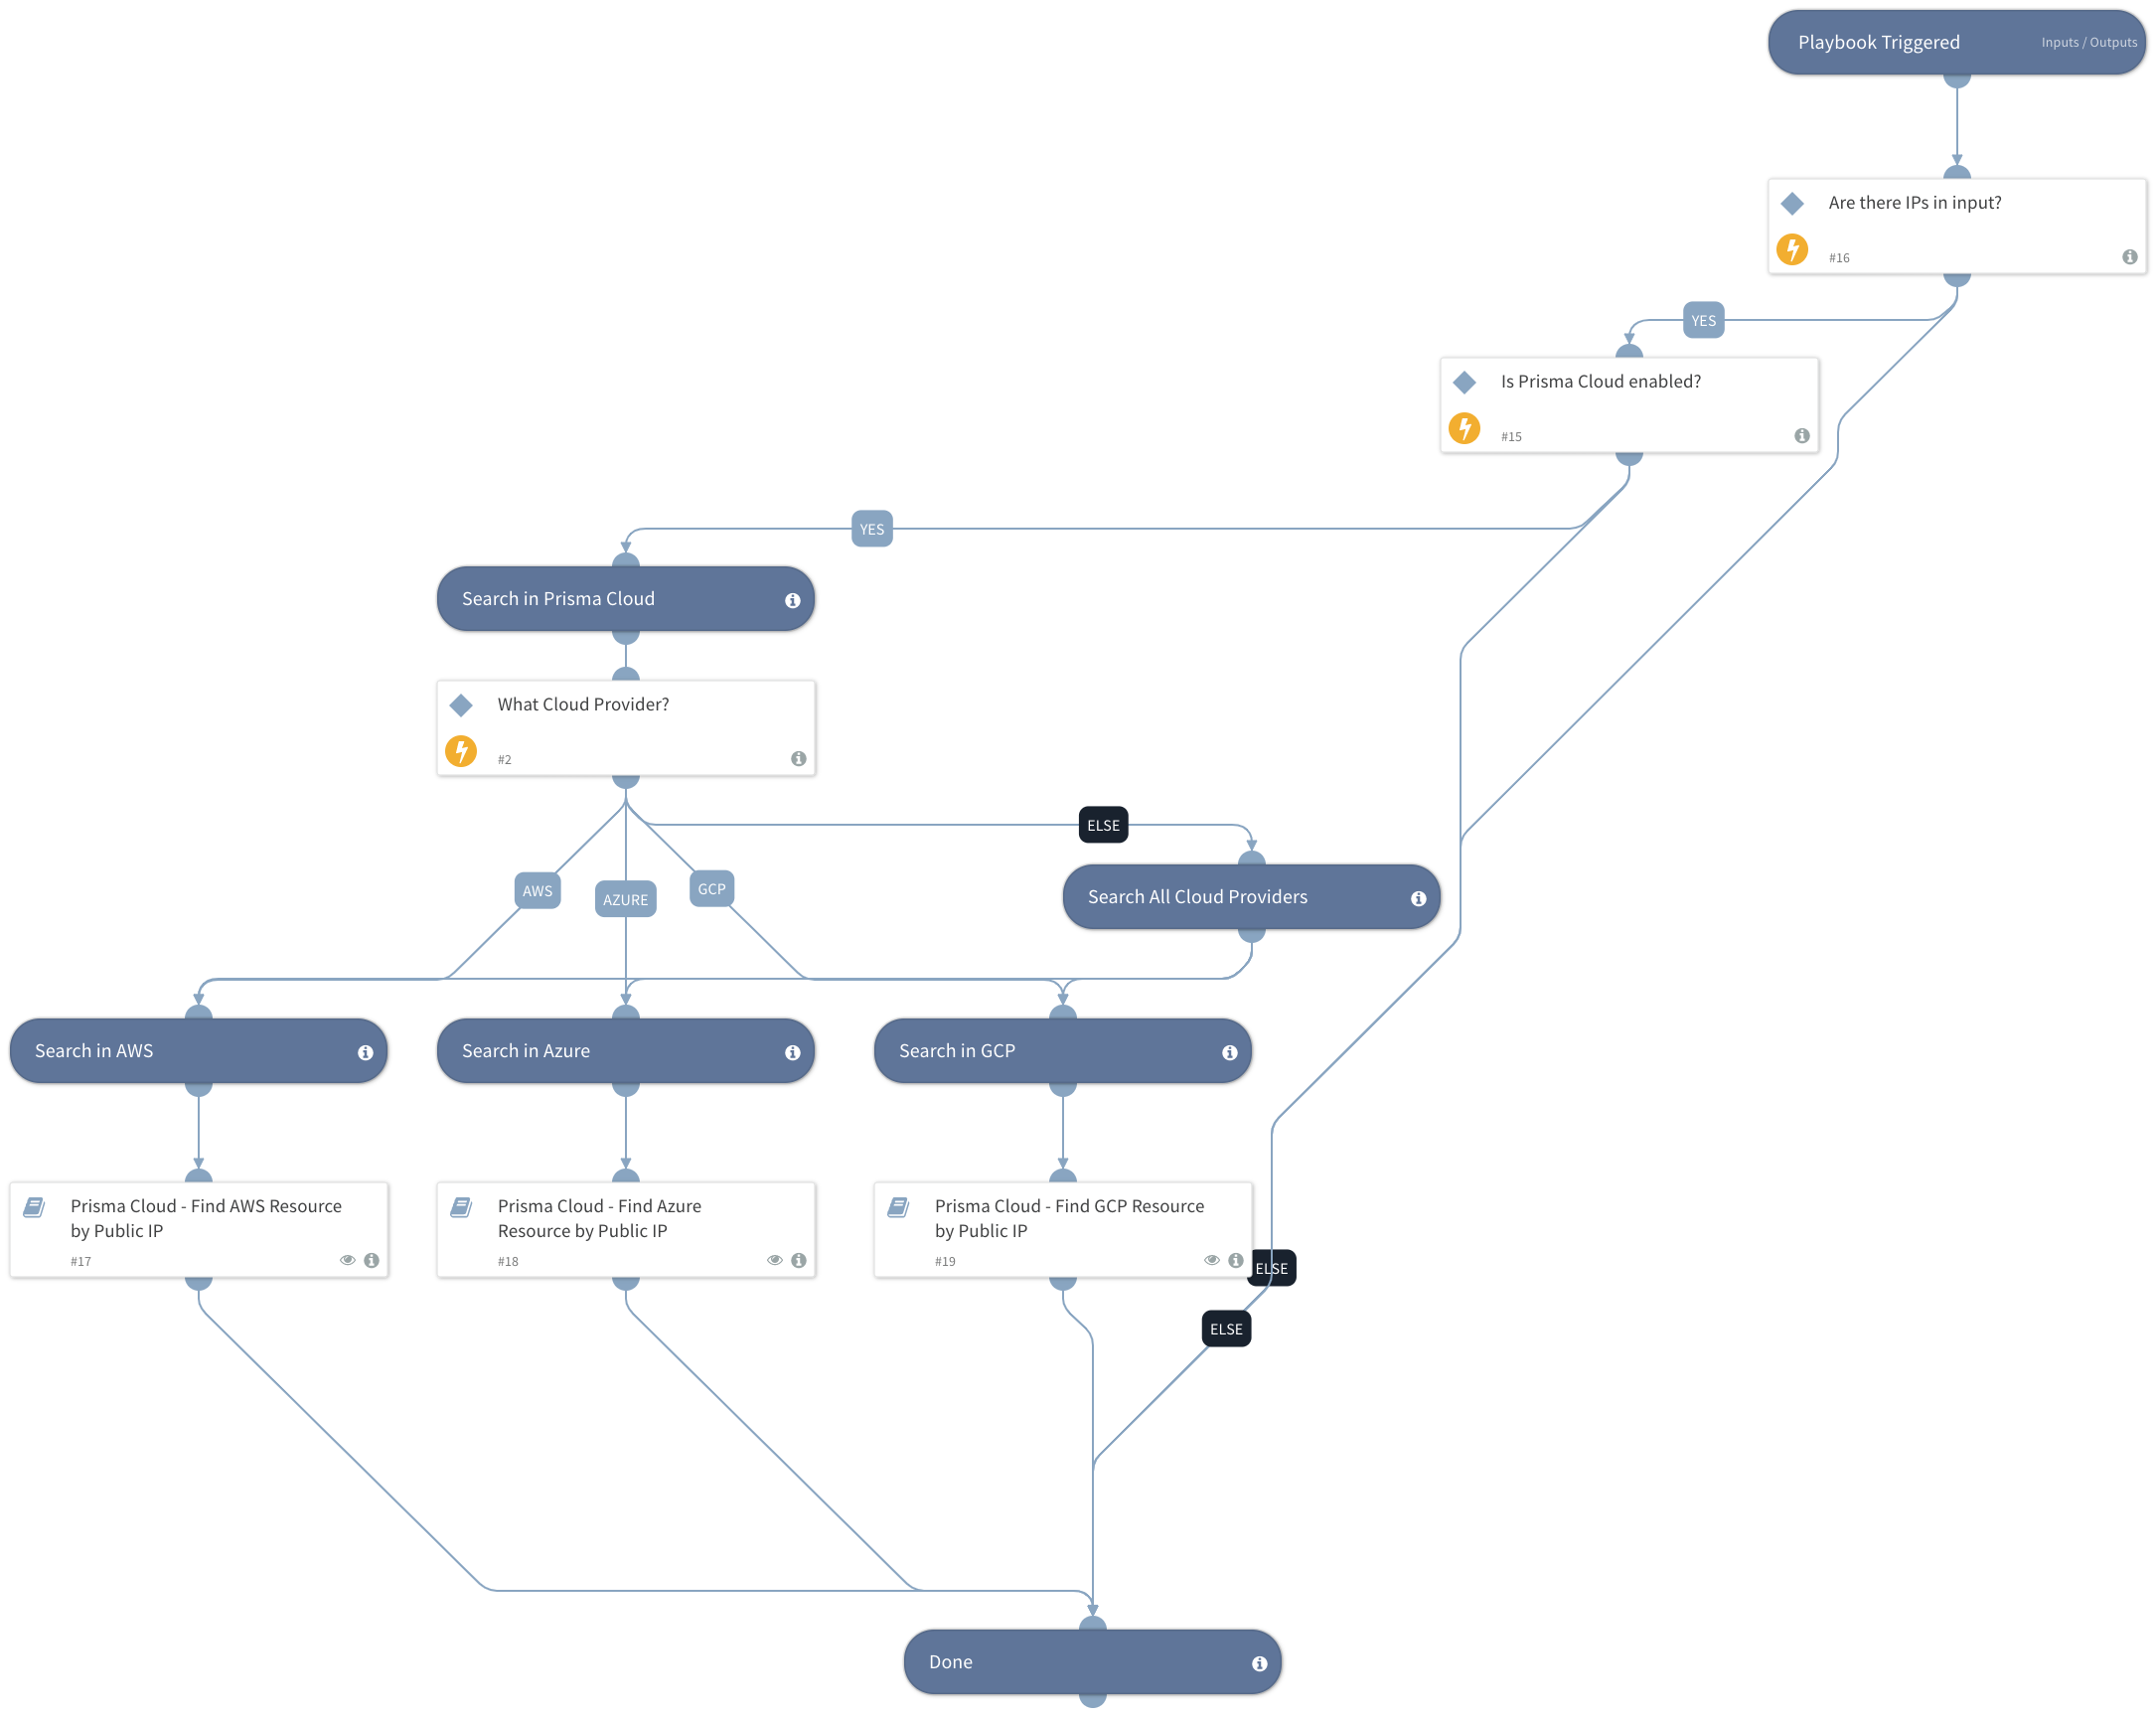 Playbook Triggered
Inputs / Outputs
Are there IPs in input?
#16
YES
Is Prisma Cloud enabled?
#15
YES
Search in Prisma Cloud
What Cloud Provider?
#2
ELSE
AWS
AZURE
GCP
Search All Cloud Providers
Search in AWS
Search in Azure
Search in GCP
Prisma Cloud - Find AWS Resource
by Public IP
#17
Prisma Cloud - Find Azure
Resource by Public IP
#18
Prisma Cloud - Find GCP Resource
by Public IP
#19
ELSE
ELSE
Done